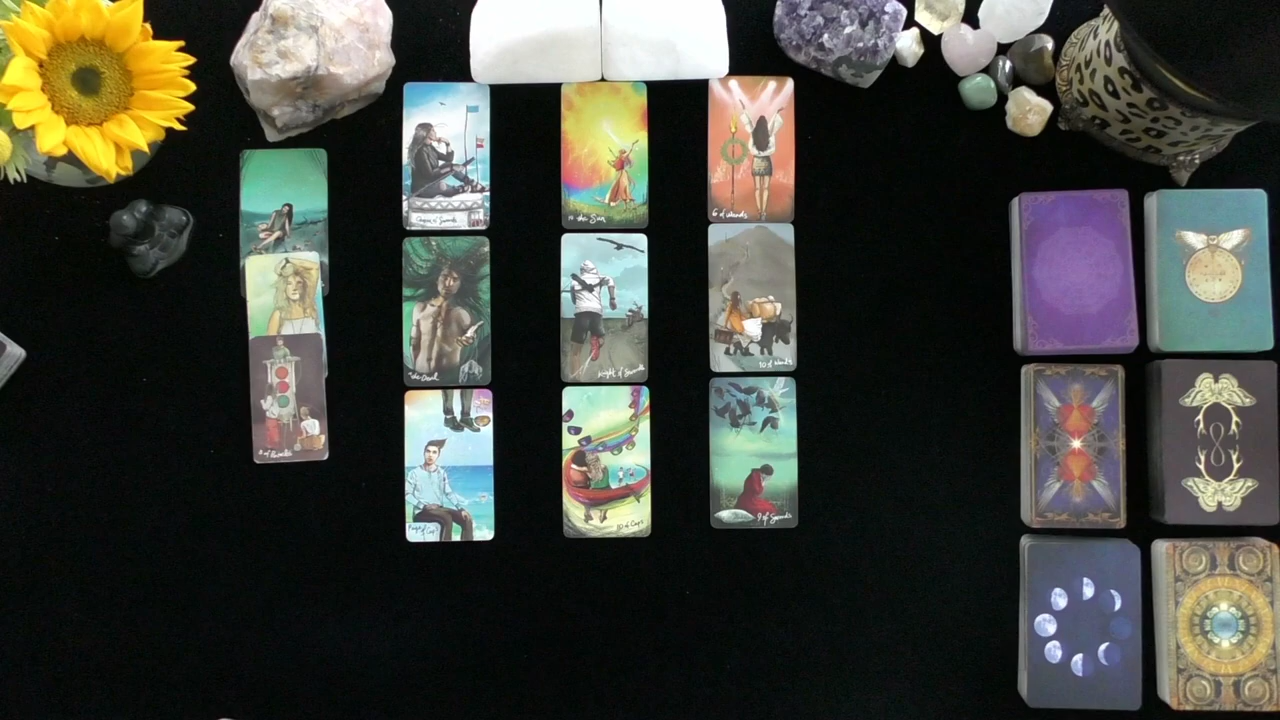 Queen of Swords
19 the Sun
6 of Wands
the Devil
Knight of Swords
10 of Wands
Knight of Cups
10 of Cups
9 of Swords